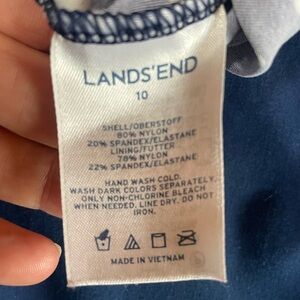 LANDS'END
10
SHELL/OBERSTOFF
80% NYLON
20% SPANDEX/ELASTANE
LINING/FUTTER
78% NYLON
22% SPANDEX/ELASTANE
HAND WASH COLD.
WASH DARK COLORS SEPARATELY.
ONLY NON-CHLORINE BLEACH
WHEN NEEDED. LINE DRY. DO NOT
IRON.
MADE IN VIETNAM